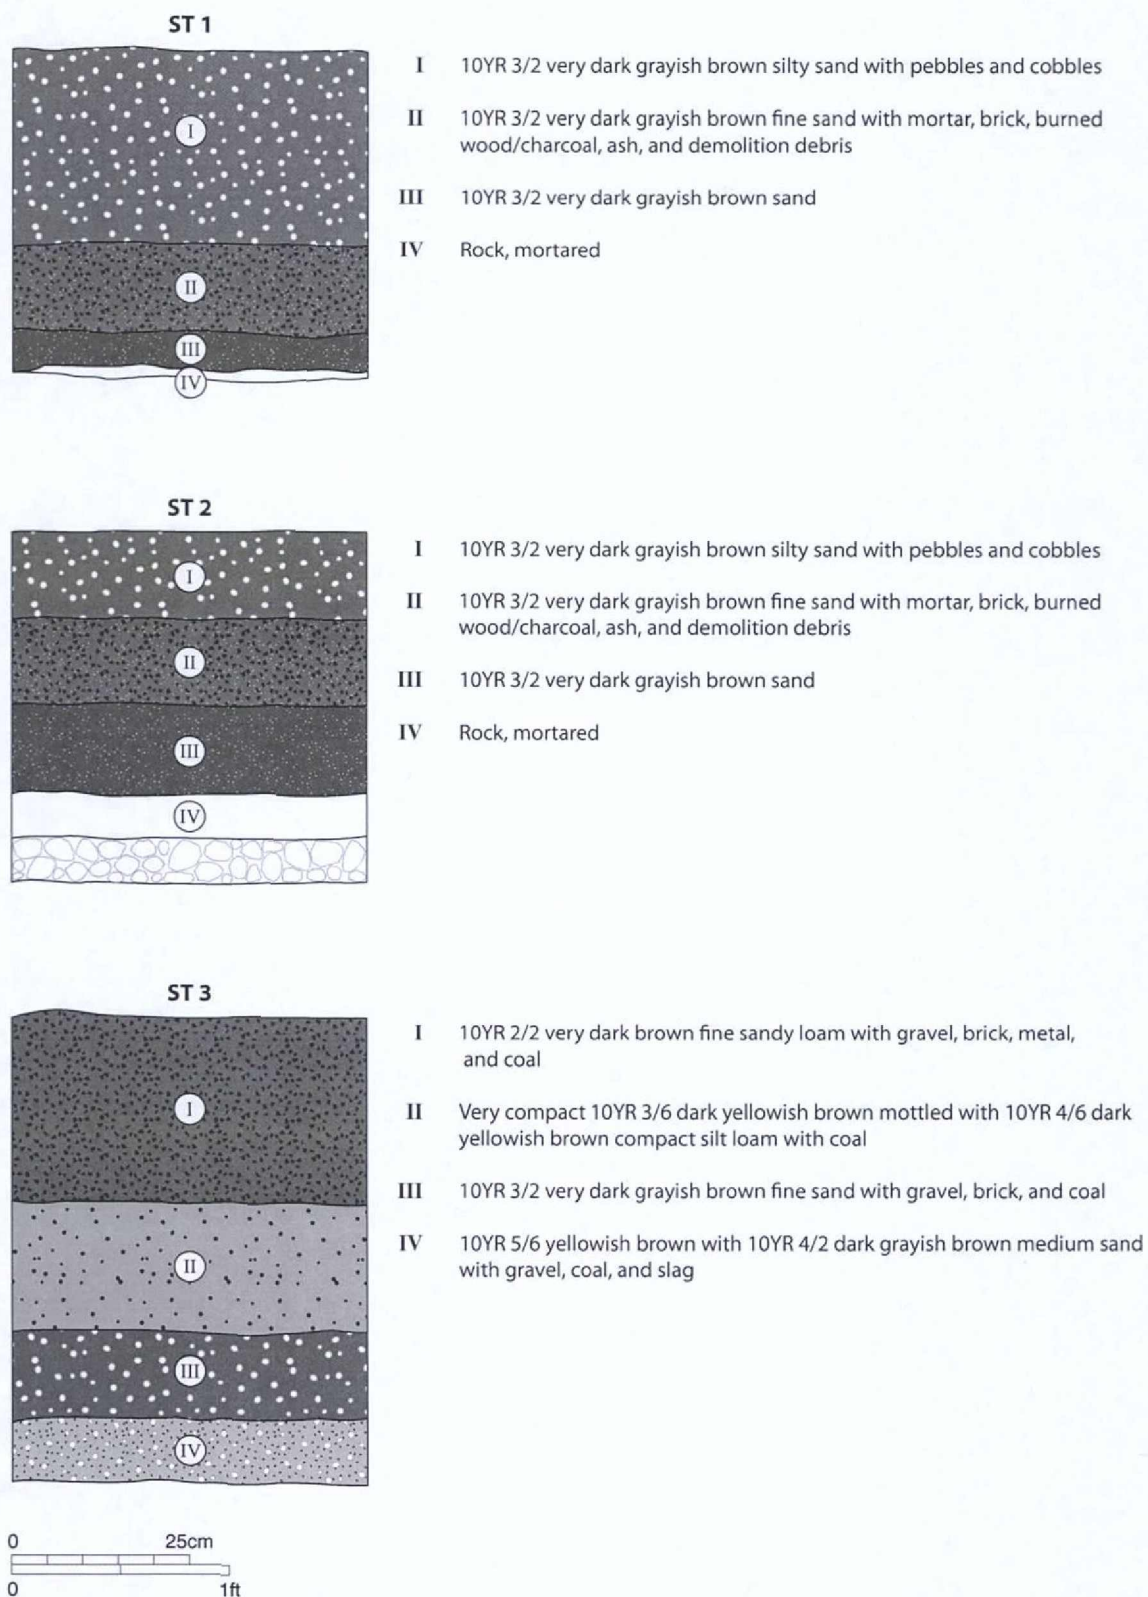 ST 1
I
II
III
IV
I 10YR 3/2 very dark grayish brown silty sand with pebbles and cobbles
II 10YR 3/2 very dark grayish brown fine sand with mortar, brick, burned
wood/charcoal, ash, and demolition debris
III 10YR 3/2 very dark grayish brown sand
IV Rock, mortared
ST 2
I
II
III
IV
I 10YR 3/2 very dark grayish brown silty sand with pebbles and cobbles
II 10YR 3/2 very dark grayish brown fine sand with mortar, brick, burned
wood/charcoal, ash, and demolition debris
III 10YR 3/2 very dark grayish brown sand
IV Rock, mortared
ST 3
I
II
III
IV
I 10YR 2/2 very dark brown fine sandy loam with gravel, brick, metal,
and coal
II Very compact 10YR 3/6 dark yellowish brown mottled with 10YR 4/6 dark
yellowish brown compact silt loam with coal
III 10YR 3/2 very dark grayish brown fine sand with gravel, brick, and coal
IV 10YR 5/6 yellowish brown with 10YR 4/2 dark grayish brown medium sand
with gravel, coal, and slag
0 25cm
0 1ft